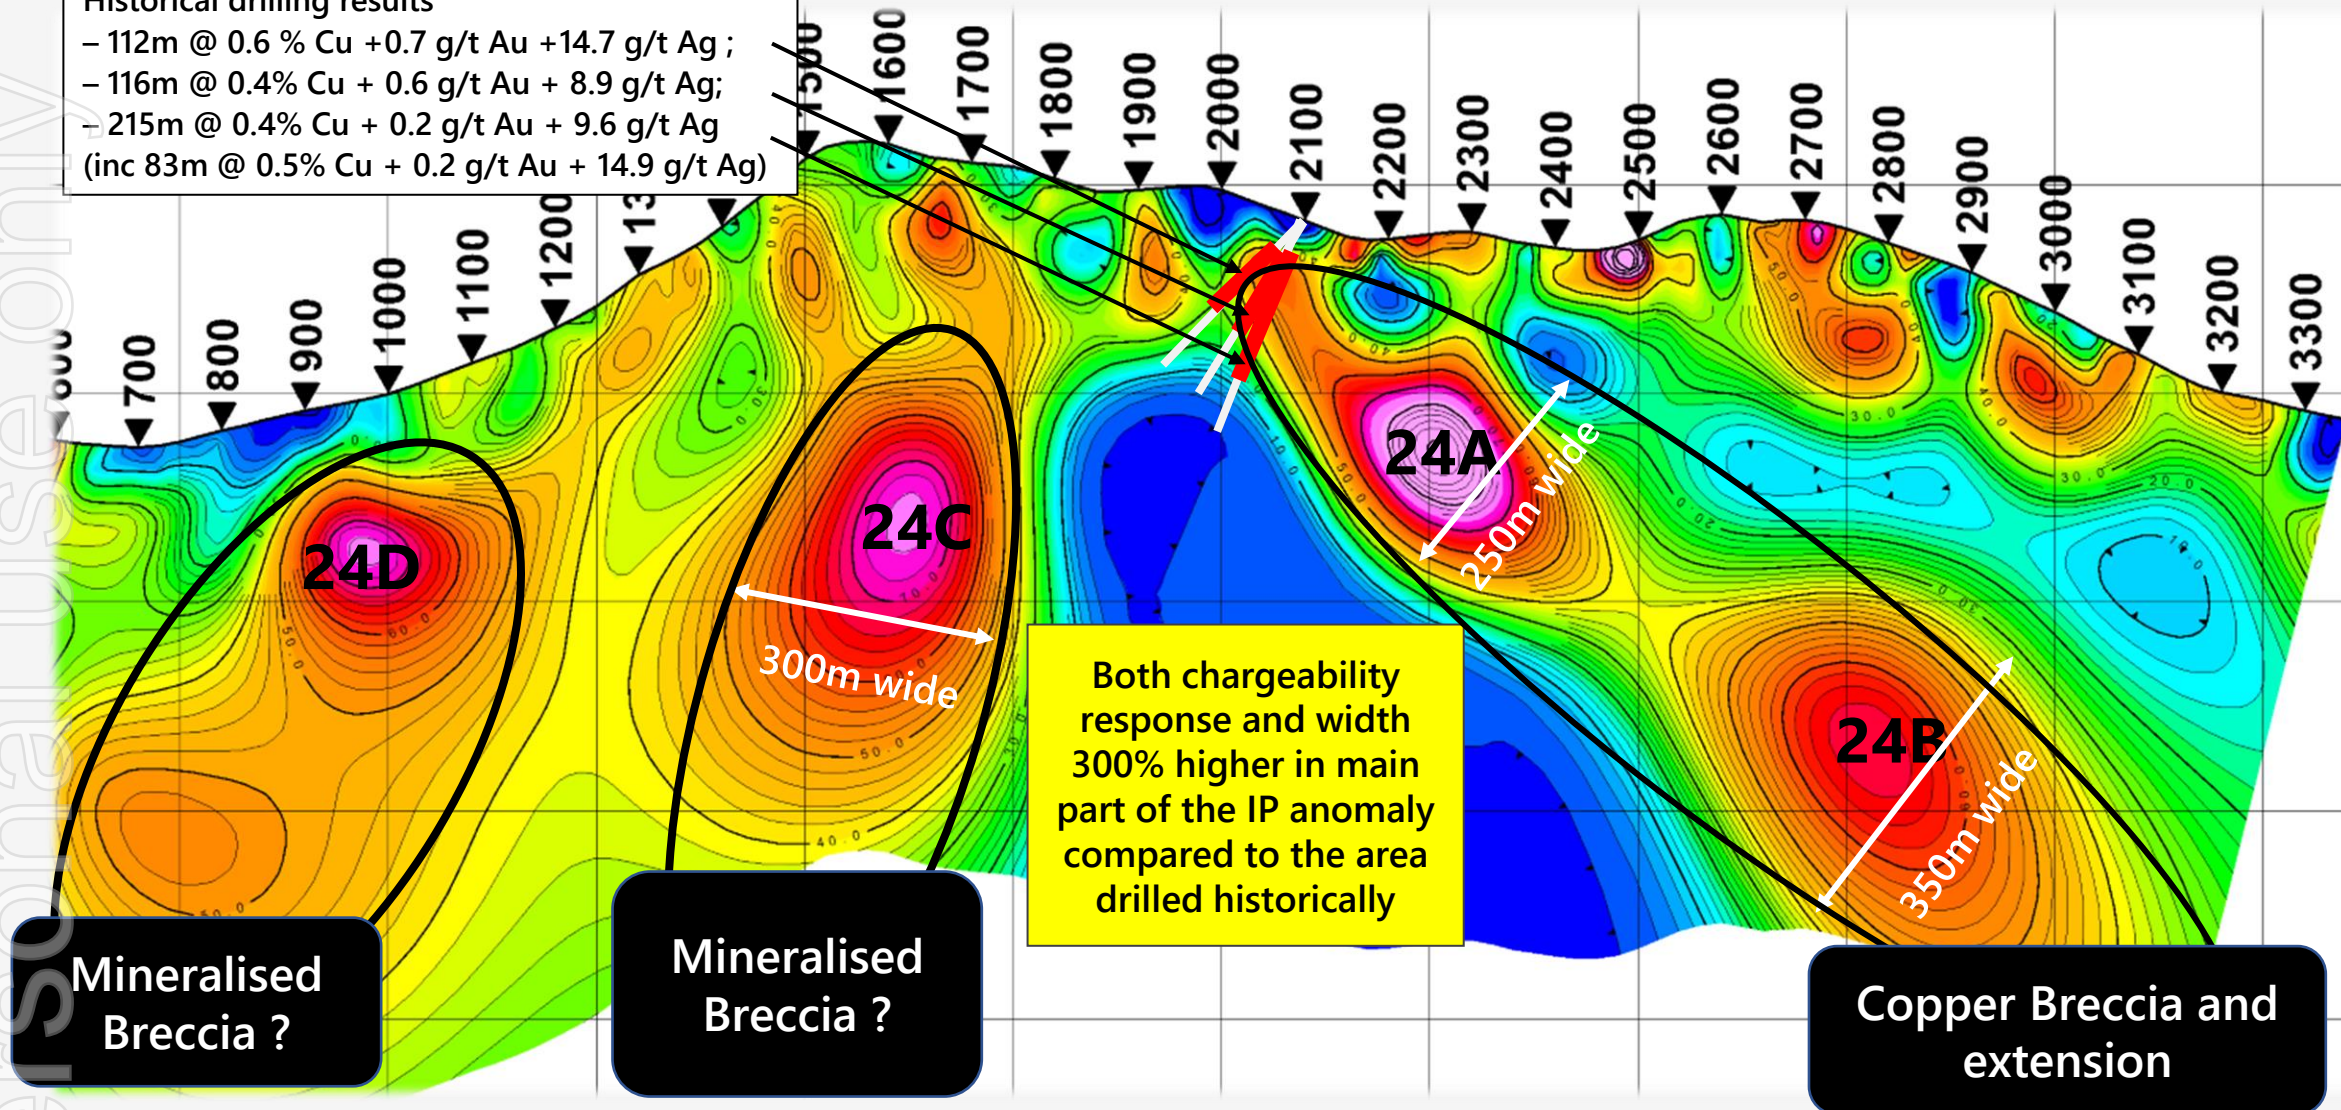 Historical drilling results
– 112m @ 0.6 % Cu +0.7 g/t Au +14.7 g/t Ag ;
– 116m @ 0.4% Cu + 0.6 g/t Au + 8.9 g/t Ag;
– 215m @ 0.4% Cu + 0.2 g/t Au + 9.6 g/t Ag
(inc 83m @ 0.5% Cu + 0.2 g/t Au + 14.9 g/t Ag)
700
800
900
1000
1100
1200
1600
1700
1800
1900
2000
2100
2200
2300
2400
2500
2600
2700
2800
2900
3000
3100
3200
3300
24D
24C
300m wide
24A
250m wide
24B
350m wide
Both chargeability
response and width
300% higher in main
part of the IP anomaly
compared to the area
drilled historically
Mineralised
Breccia ?
Mineralised
Breccia ?
Copper Breccia and
extension
ersonal use only